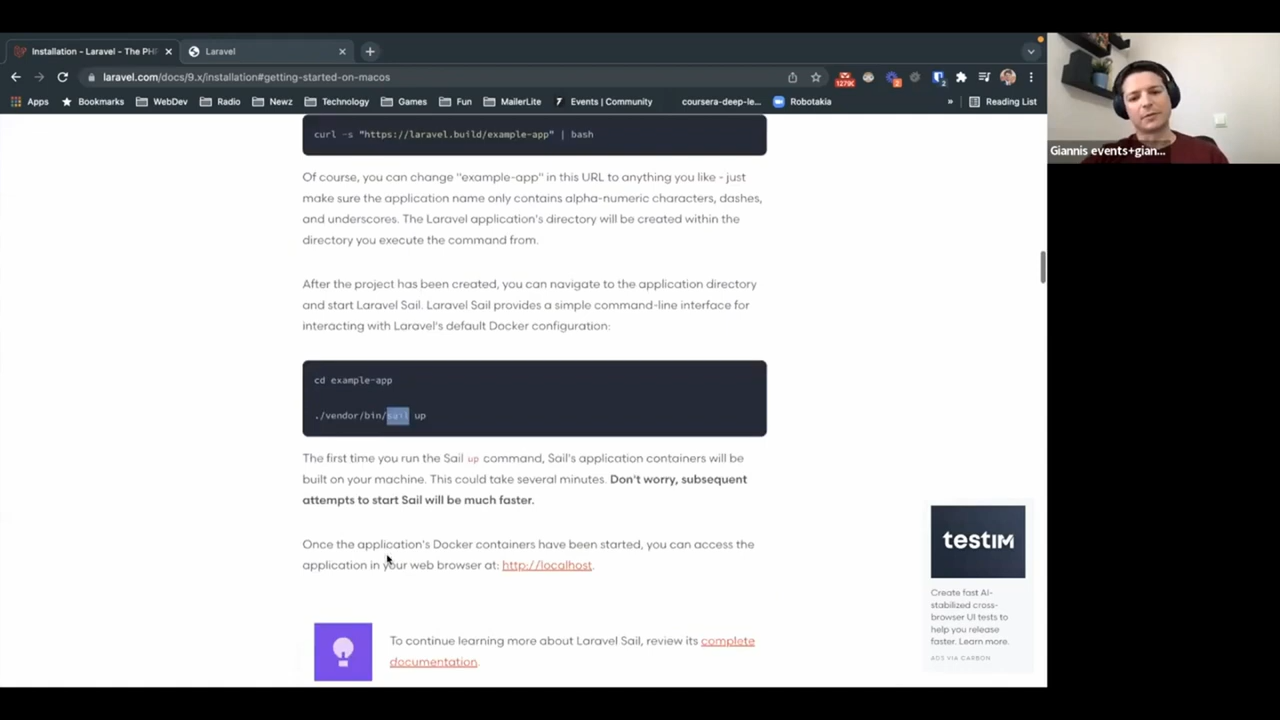 Installation - Laravel - The PHP
Laravel
laravel.com/docs/9.x/installation#getting-started-on-macos
Apps
Bookmarks
WebDev
Radio
Newz
Technology
Games
Fun
MailerLite
Events | Community
coursera-deep-le...
Robotakia
»
Reading List
curl -s "https://laravel.build/example-app" | bash
Of course, you can change "example-app" in this URL to anything you like - just
make sure the application name only contains alpha-numeric characters, dashes,
and underscores. The Laravel application's directory will be created within the
directory you execute the command from.
After the project has been created, you can navigate to the application directory
and start Laravel Sail. Laravel Sail provides a simple command-line interface for
interacting with Laravel's default Docker configuration:
cd example-app
./vendor/bin/sail up
The first time you run the Sail up command, Sail's application containers will be
built on your machine. This could take several minutes. Don't worry, subsequent
attempts to start Sail will be much faster.
Once the application's Docker containers have been started, you can access the
application in your web browser at: http://localhost.
To continue learning more about Laravel Sail, review its complete
documentation.
testim
Create fast AI-
stabilized cross-
browser UI tests to
help you release
faster. Learn more.
ADS VIA CARBON
Giannis events+gian...